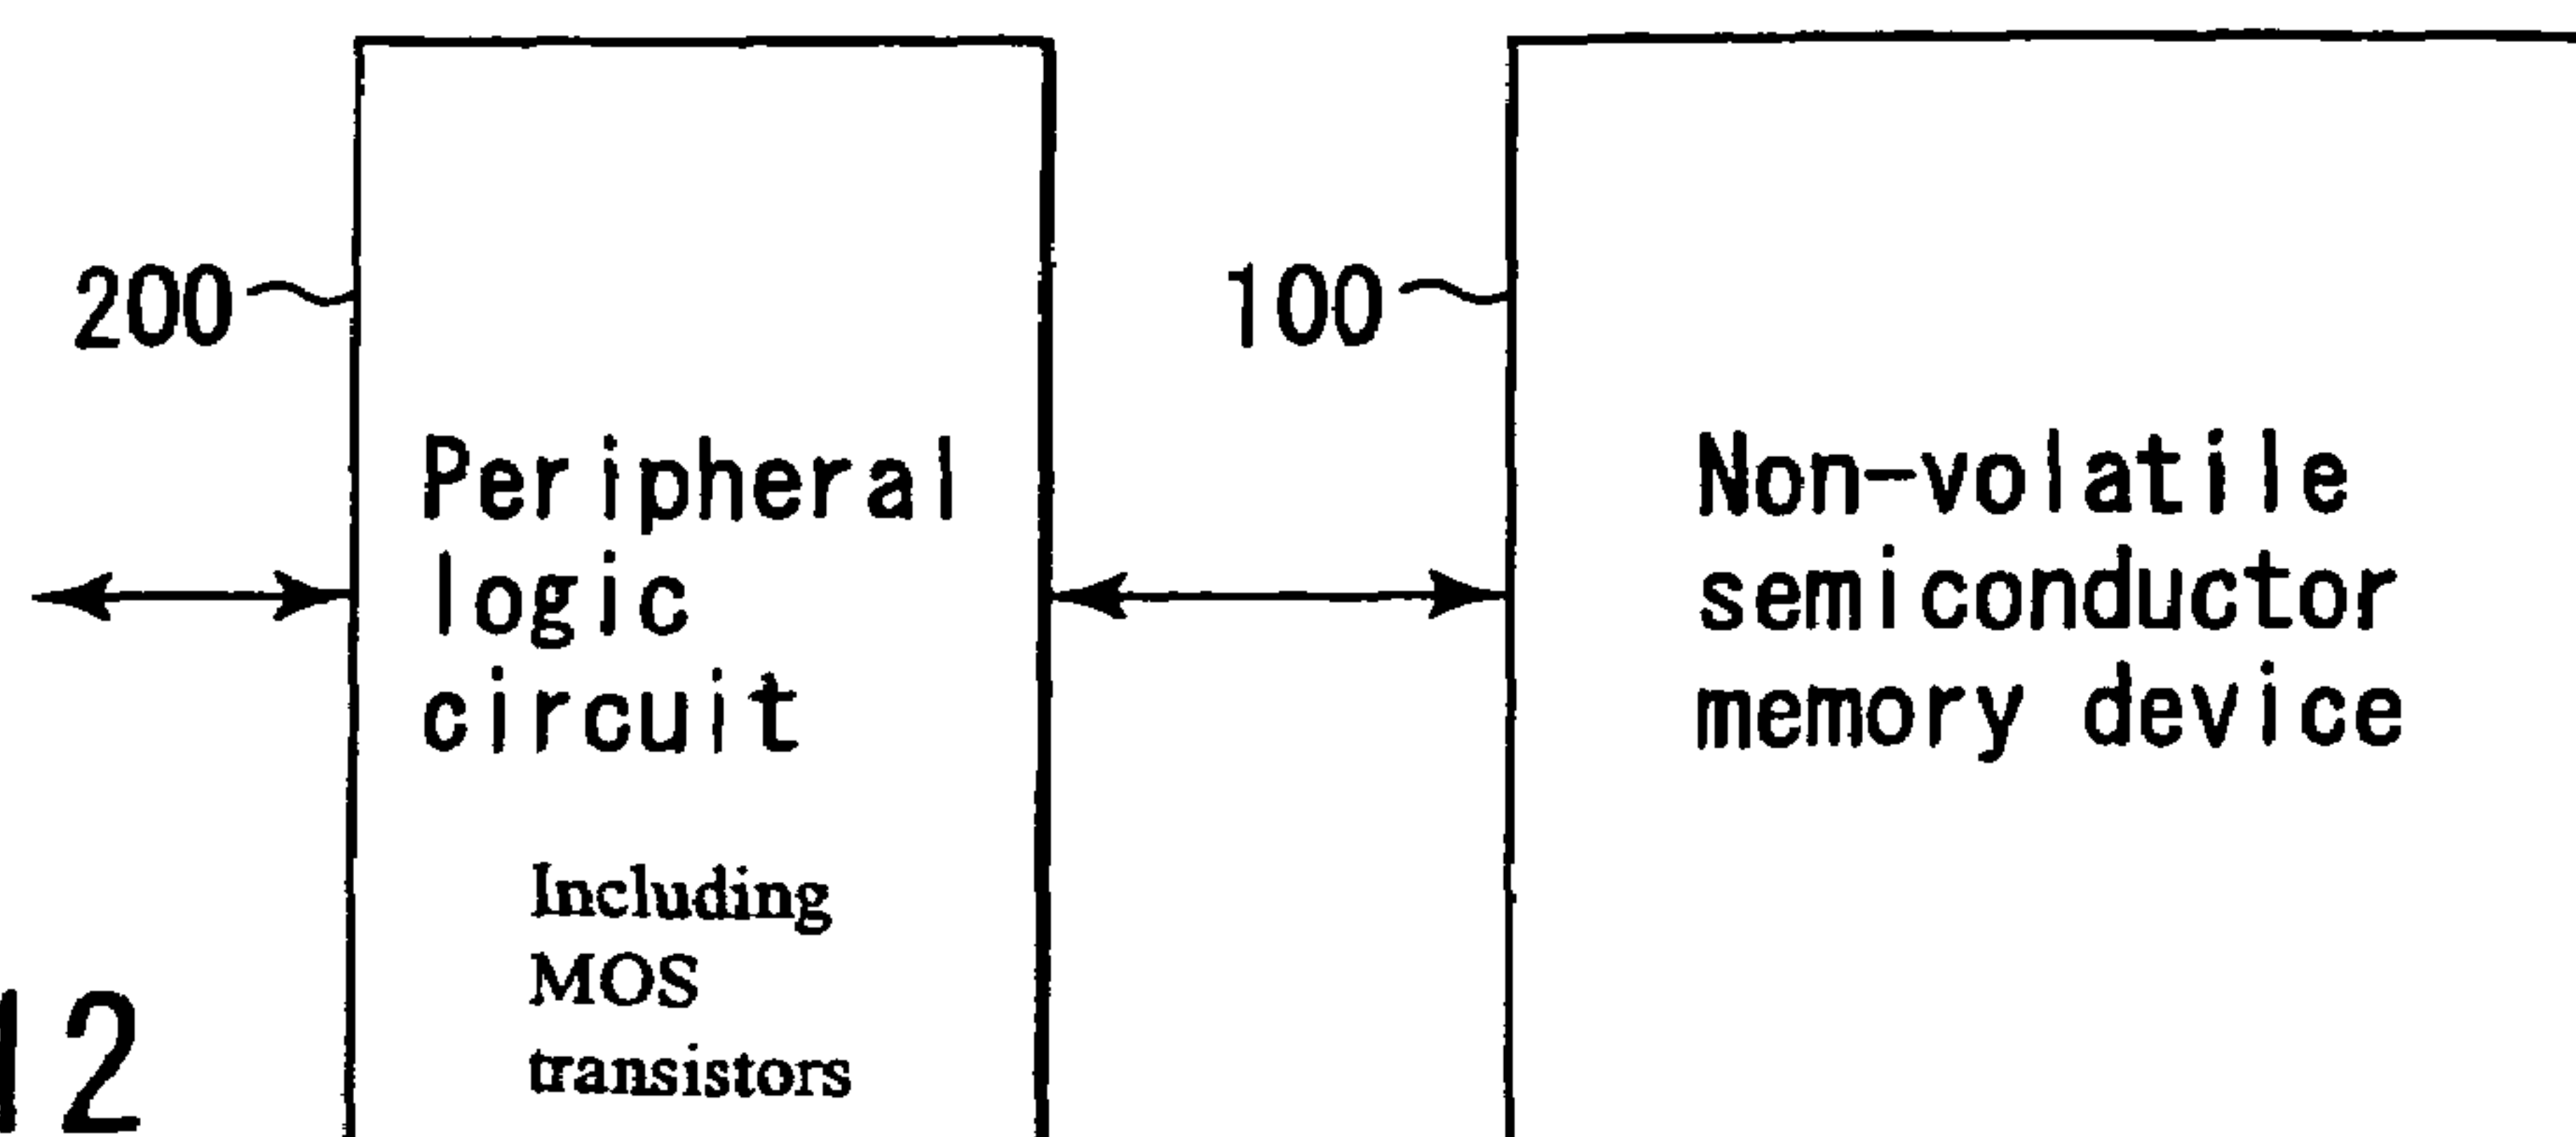 200
100
Peripheral
logic
circuit
Non-volatile
semiconductor
memory device
Including
MOS
transistors
12